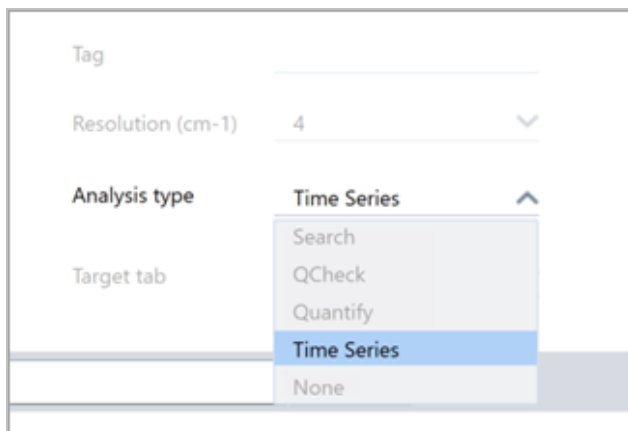 Tag
Resolution (cm-1) 4
Analysis type Time Series
Search
Target tab QCheck
Quantify
Time Series
None